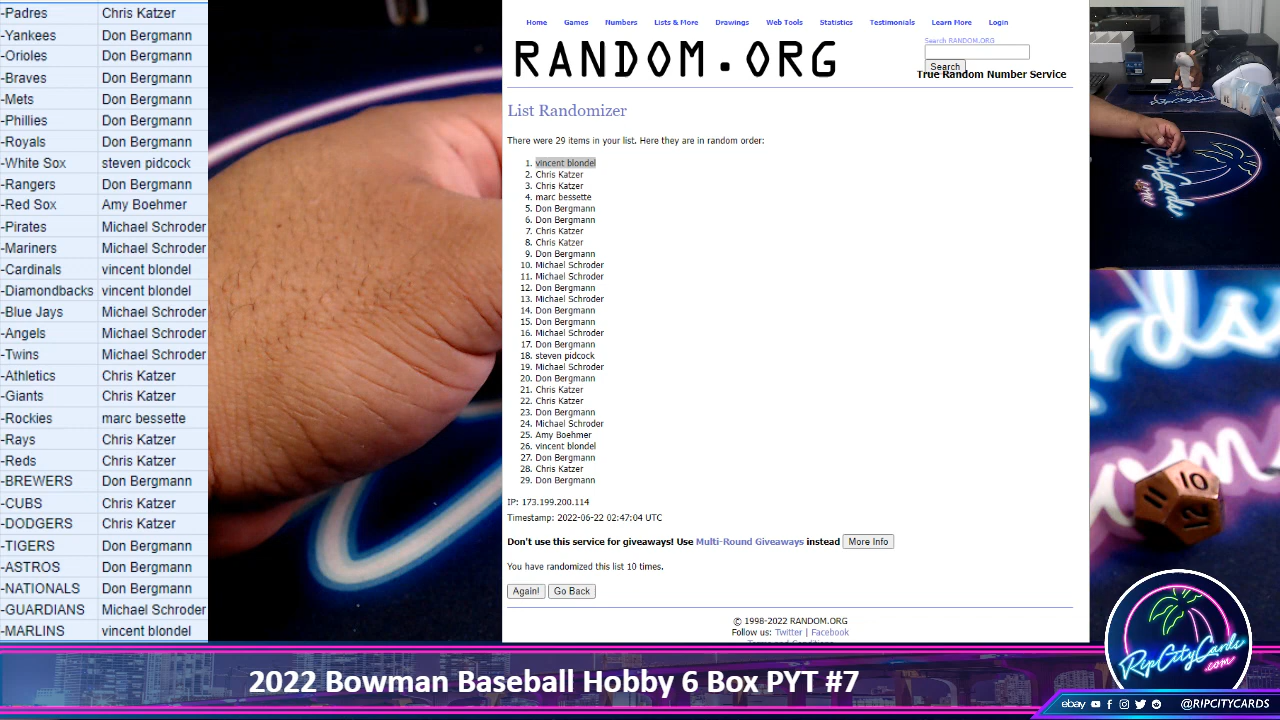 -Padres Chris Katzer
-Yankees Don Bergmann
-Orioles Don Bergmann
-Braves Don Bergmann
-Mets Don Bergmann
-Phillies Don Bergmann
-Rorals Don Bergmann
-White Sox steven pidcock
-Rangers Don Bergmann
-Red Sox Amy Boehmer
-Pirates Michael Schroder
-Mariners Michael Schroder
-Cardinals vincent blondel
-Diamondbacks vincent blondel
-Blue Jays Michael Schroder
-Angels Michael Schroder
-Twins Michael Schroder
-Athletics Chris Katzer
-Giants Chris Katzer
-Rockies marc bessette
-Rays Chris Katzer
-Reds Chris Katzer
-BREWERS Don Bergmann
-CUBS Chris Katzer
-DODGERS Chris Katzer
-TIGERS Don Bergmann
-ASTROS Don Bergmann
-NATIONALS Don Bergmann
-GUARDIANS Michael Schroder
-MARLINS vincent blondel
Home Games Numbers Lists & More Drawings Web Tools Statistics Testimonials Learn More Login
RANDOM.ORG
Search RANDOM.ORG
Search
True Random Number Service
List Randomizer
There were 29 items in your list. Here they are in random order:
1. vincent blondel
2. Chris Katzer
3. Chris Katzer
4. marc bessette
5. Don Bergmann
6. Don Bergmann
7. Chris Katzer
8. Chris Katzer
9. Don Bergmann
10. Michael Schroder
11. Michael Schroder
12. Don Bergmann
13. Michael Schroder
14. Don Bergmann
15. Don Bergmann
16. Michael Schroder
17. Don Bergmann
18. steven pidcock
19. Michael Schroder
20. Don Bergmann
21. Chris Katzer
22. Chris Katzer
23. Don Bergmann
24. Michael Schroder
25. Amy Boehmer
26. vincent blondel
27. Don Bergmann
28. Chris Katzer
29. Don Bergmann
IP: 173.199.200.114
Timestamp: 2022-06-22 02:47:04 UTC
Don't use this service for giveaways! Use Multi-Round Giveaways instead More Info
You have randomized this list 10 times.
Again! Go Back
© 1998-2022 RANDOM.ORG
Follow us: Twitter | Facebook
Terms and Conditions
11 10
12
2022 Bowman Baseball Hobby 6 Box PYT #7
RipCityCards
.com
ebay @RIPCITYCARDS